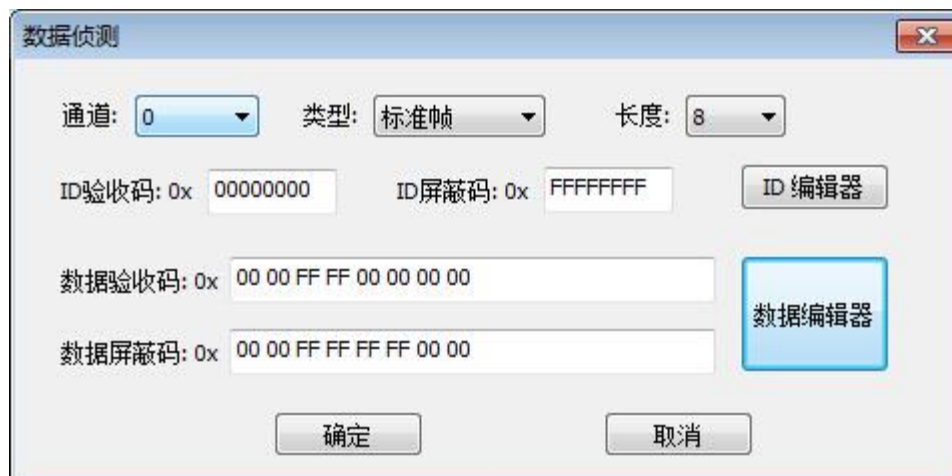 数据侦测
通道: 0 类型: 标准帧 长度: 8
ID验收码: 0x 00000000 ID屏蔽码: 0x FFFFFFFF ID 编辑器
数据验收码: 0x 00 00 FF FF 00 00 00 00
数据编辑器
数据屏蔽码: 0x 00 00 FF FF FF FF 00 00
确定 取消